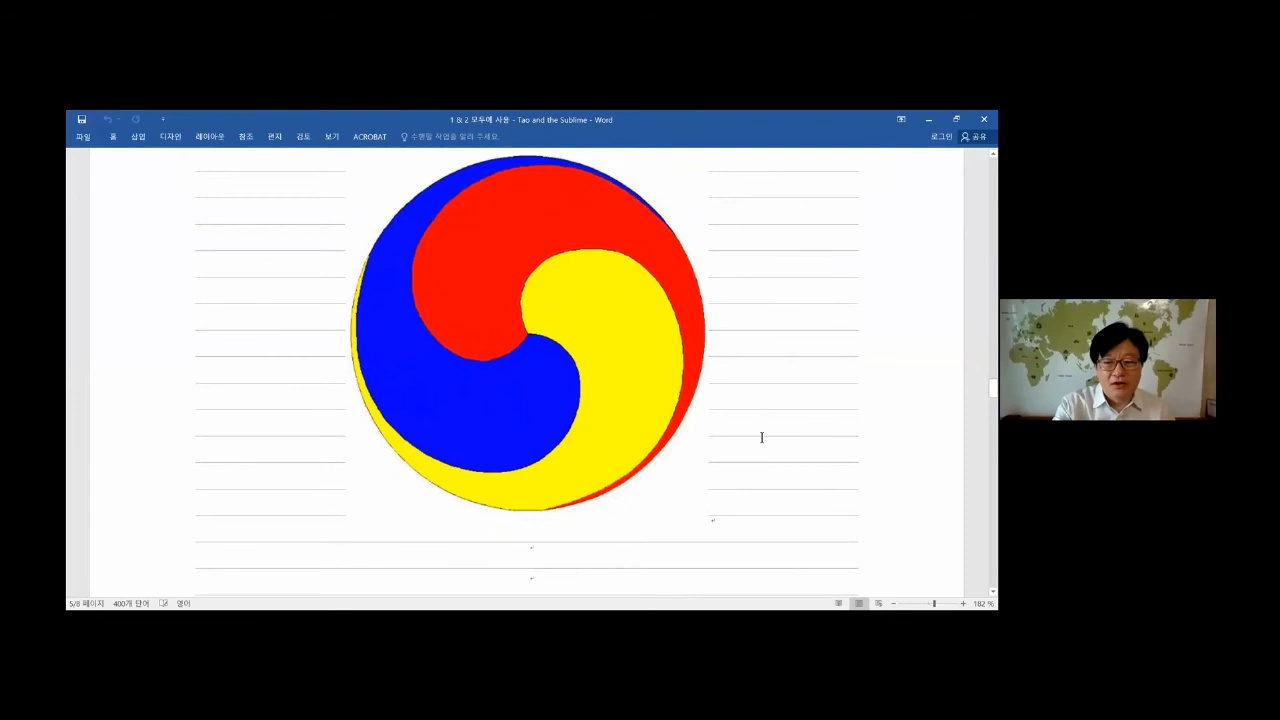 1 & 2 모두에 사용 - Tao and the Sublime - Word
파일 홈 삽입 디자인 레이아웃 참조 편지 검토 보기 ACROBAT 수행할 작업을 알려 주세요. 로그인 공유
5/8 페이지 400개 단어 영어 182 %